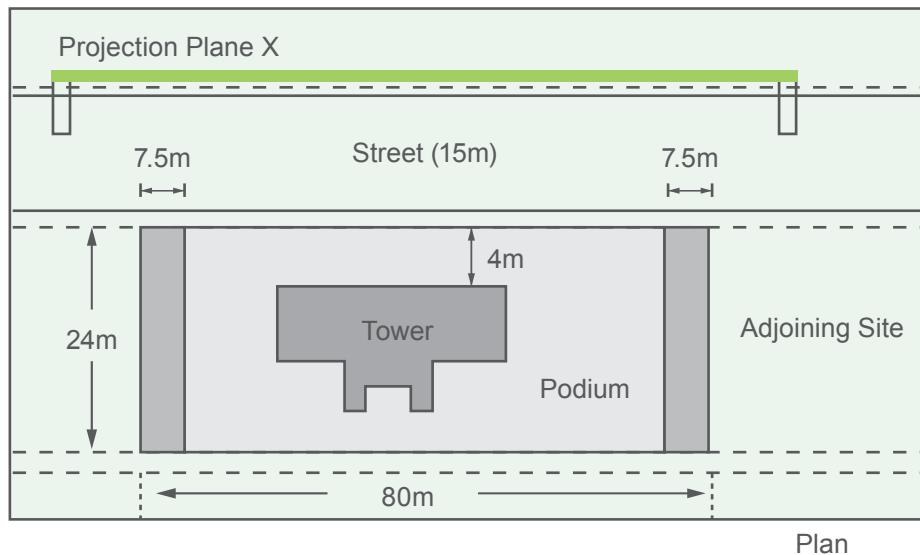 Projection Plane X
Street (15m)
7.5m
7.5m
4m
24m
Tower
Adjoining Site
Podium
80m
Plan